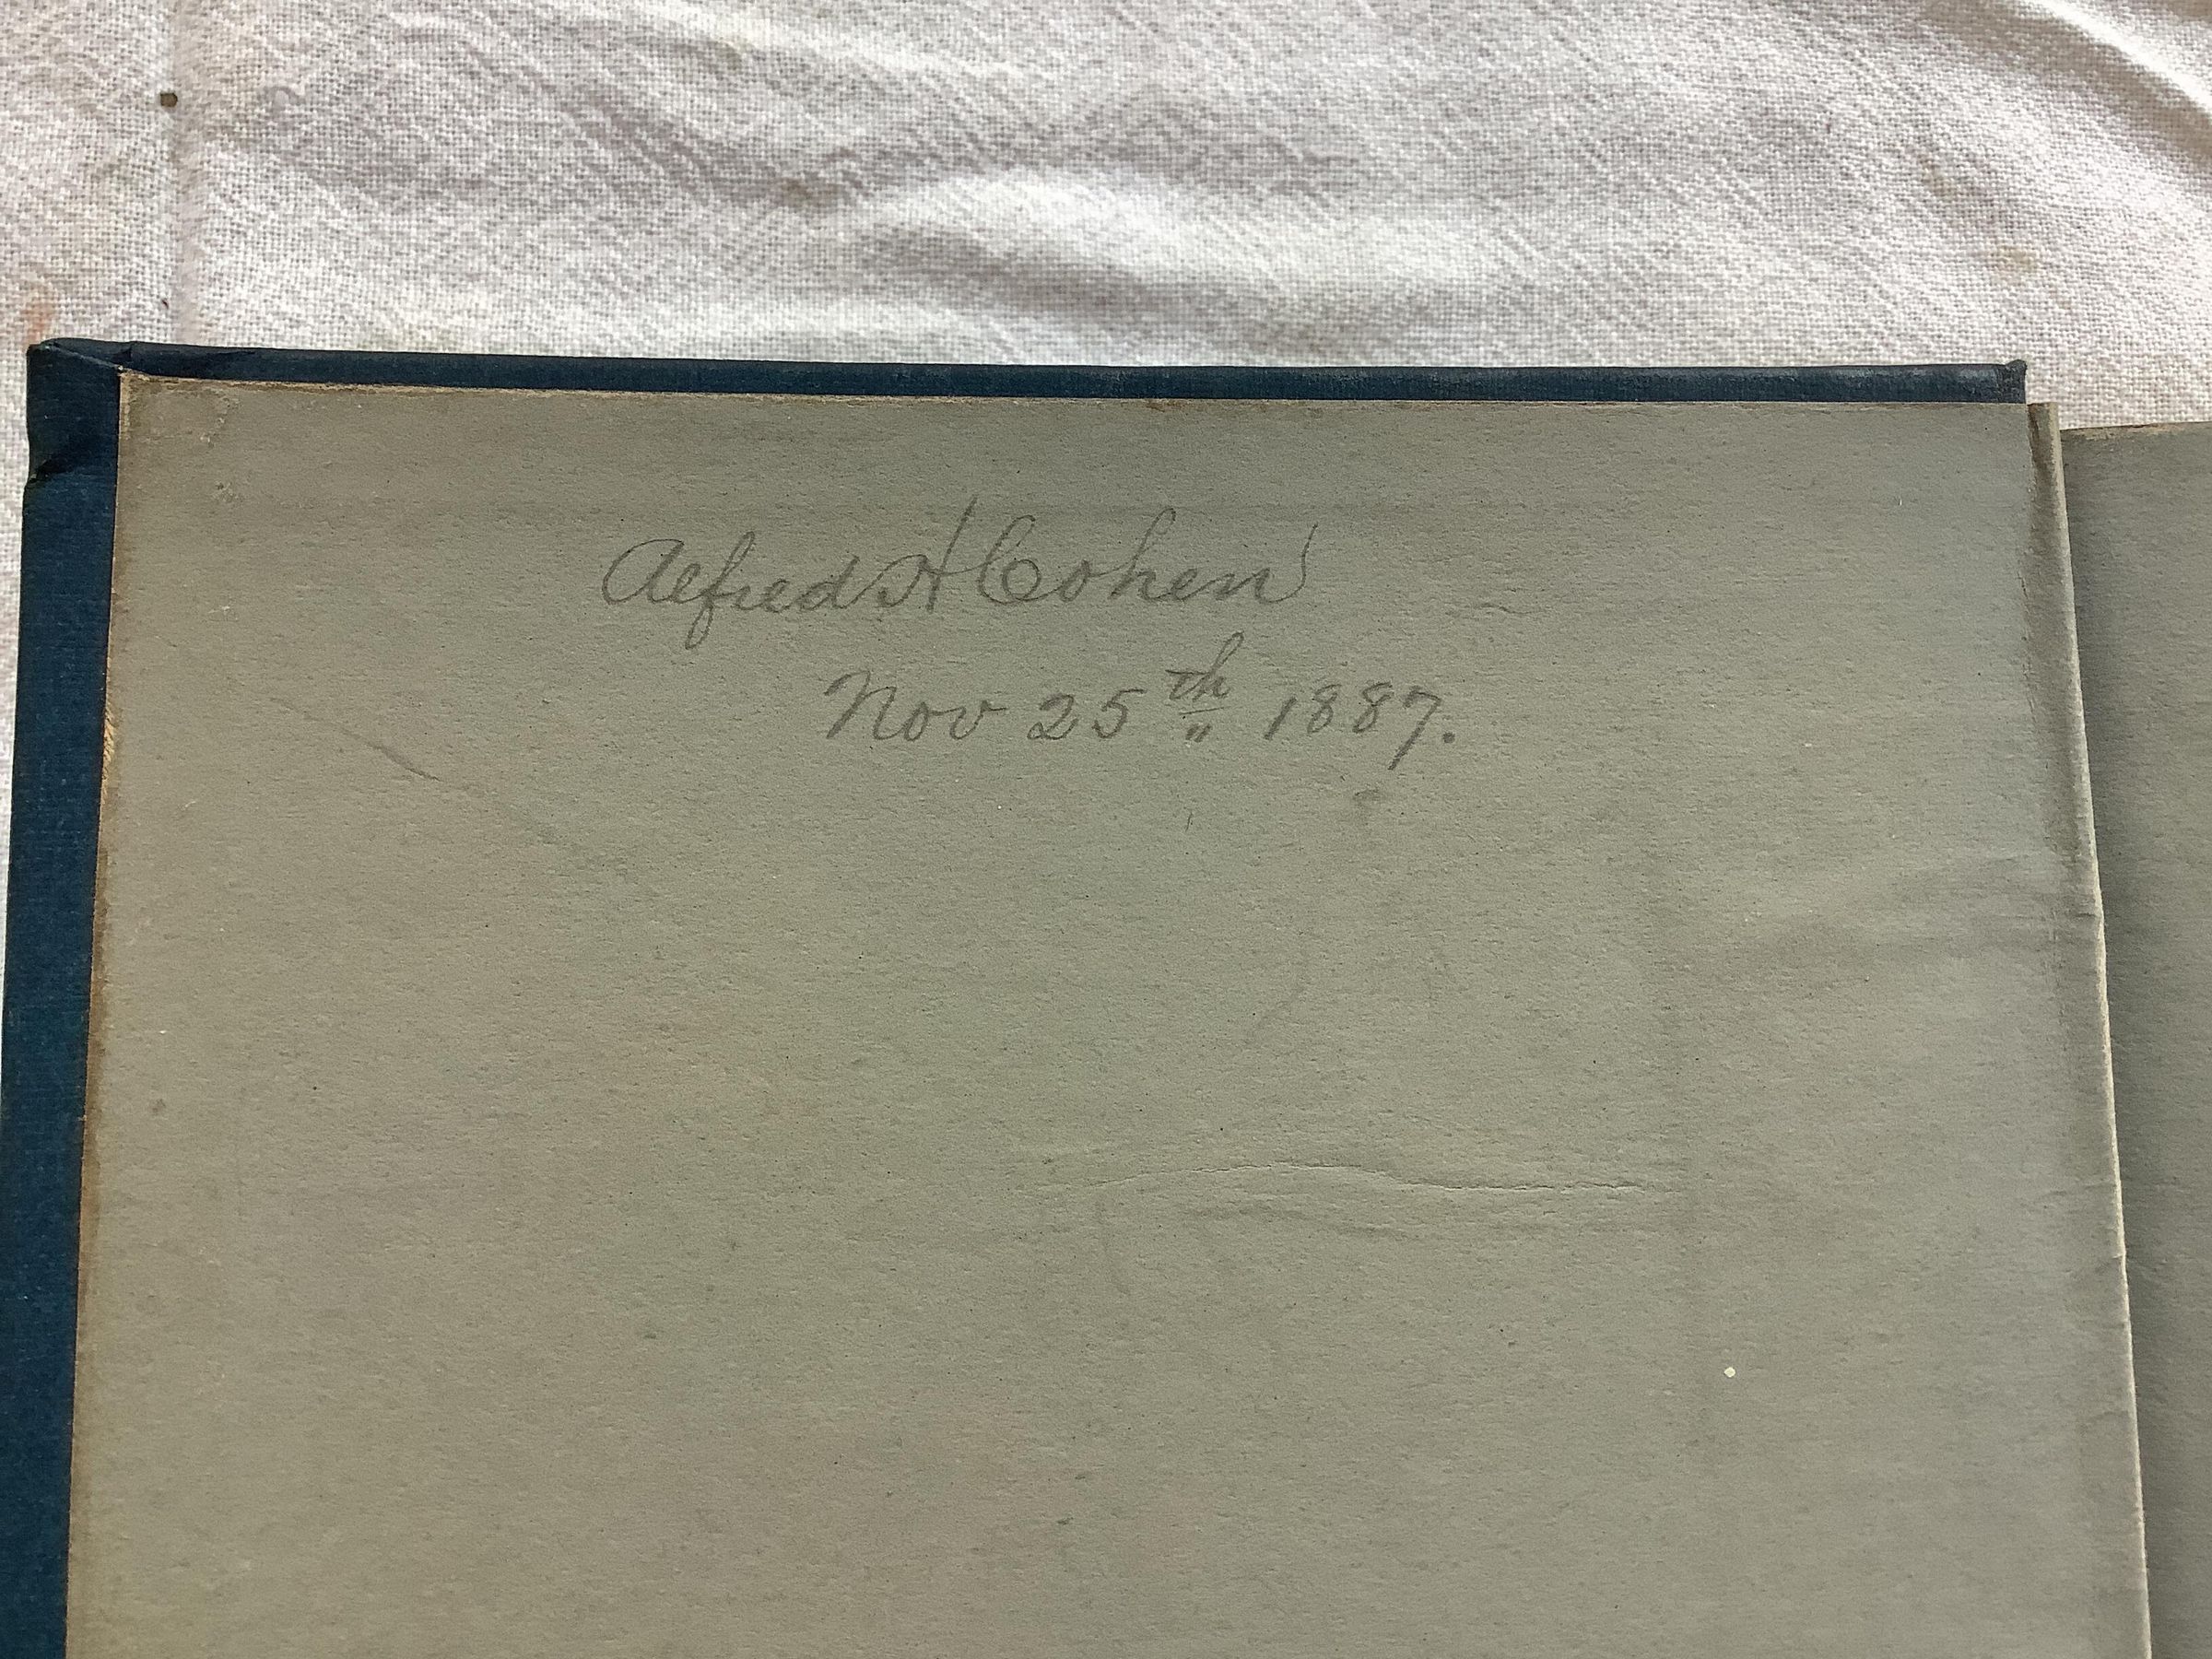 Alfred H Cohen
Nov 25th 1887.